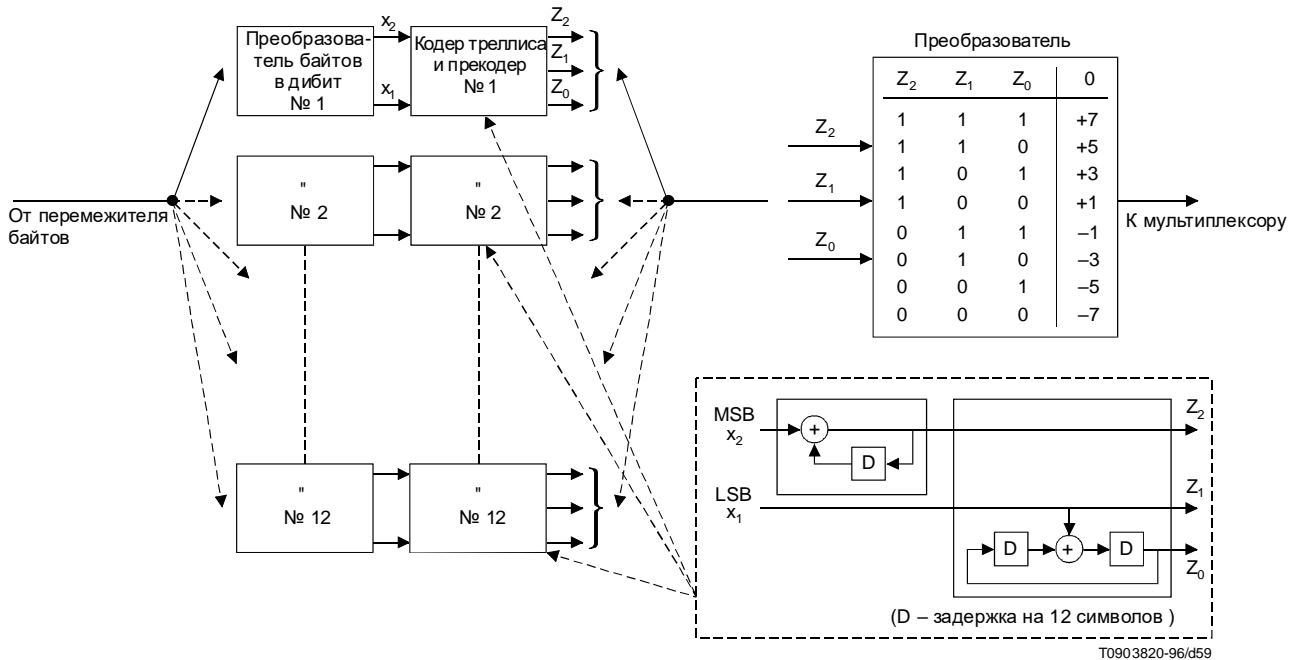 x2
Z2
Преобразова-
тель байтов
в дибит
№ 1
Кодер треллиса
и прекодер
№ 1
Z1
x1
Z0
Преобразователь
Z2 Z1 Z0 0
1 1 1 +7
1 1 0 +5
1 0 1 +3
1 0 0 +1
0 1 1 –1
0 1 0 –3
0 0 1 –5
0 0 0 –7
Z2
Z1
Z0
"
№ 2
"
№ 2
От перемежителя
байтов
К мультиплексору
"
№ 12
"
№ 12
MSB
x2
+
D
Z2
LSB
x1
Z1
D
+
D
Z0
(D – задержка на 12 символов )
T0903820-96/d59